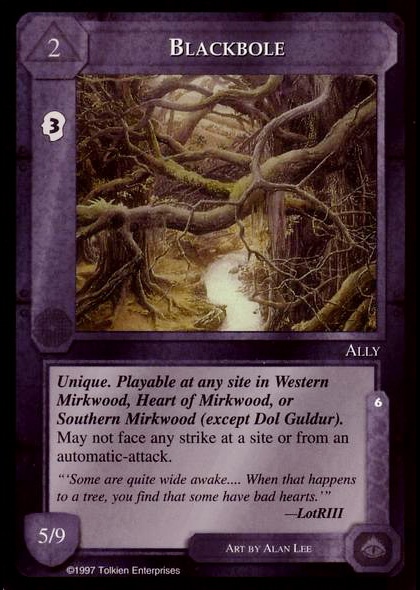 2
BLACKBOLE
3
ALLY
Unique. Playable at any site in Western
Mirkwood, Heart of Mirkwood, or
Southern Mirkwood (except Dol Guldur).
May not face any strike at a site or from an
automatic-attack.
6
“‘Some are quite wide awake.... When that happens
to a tree, you find that some have bad hearts.’”
—LotRIII
5/9
ART BY ALAN LEE
©1997 Tolkien Enterprises